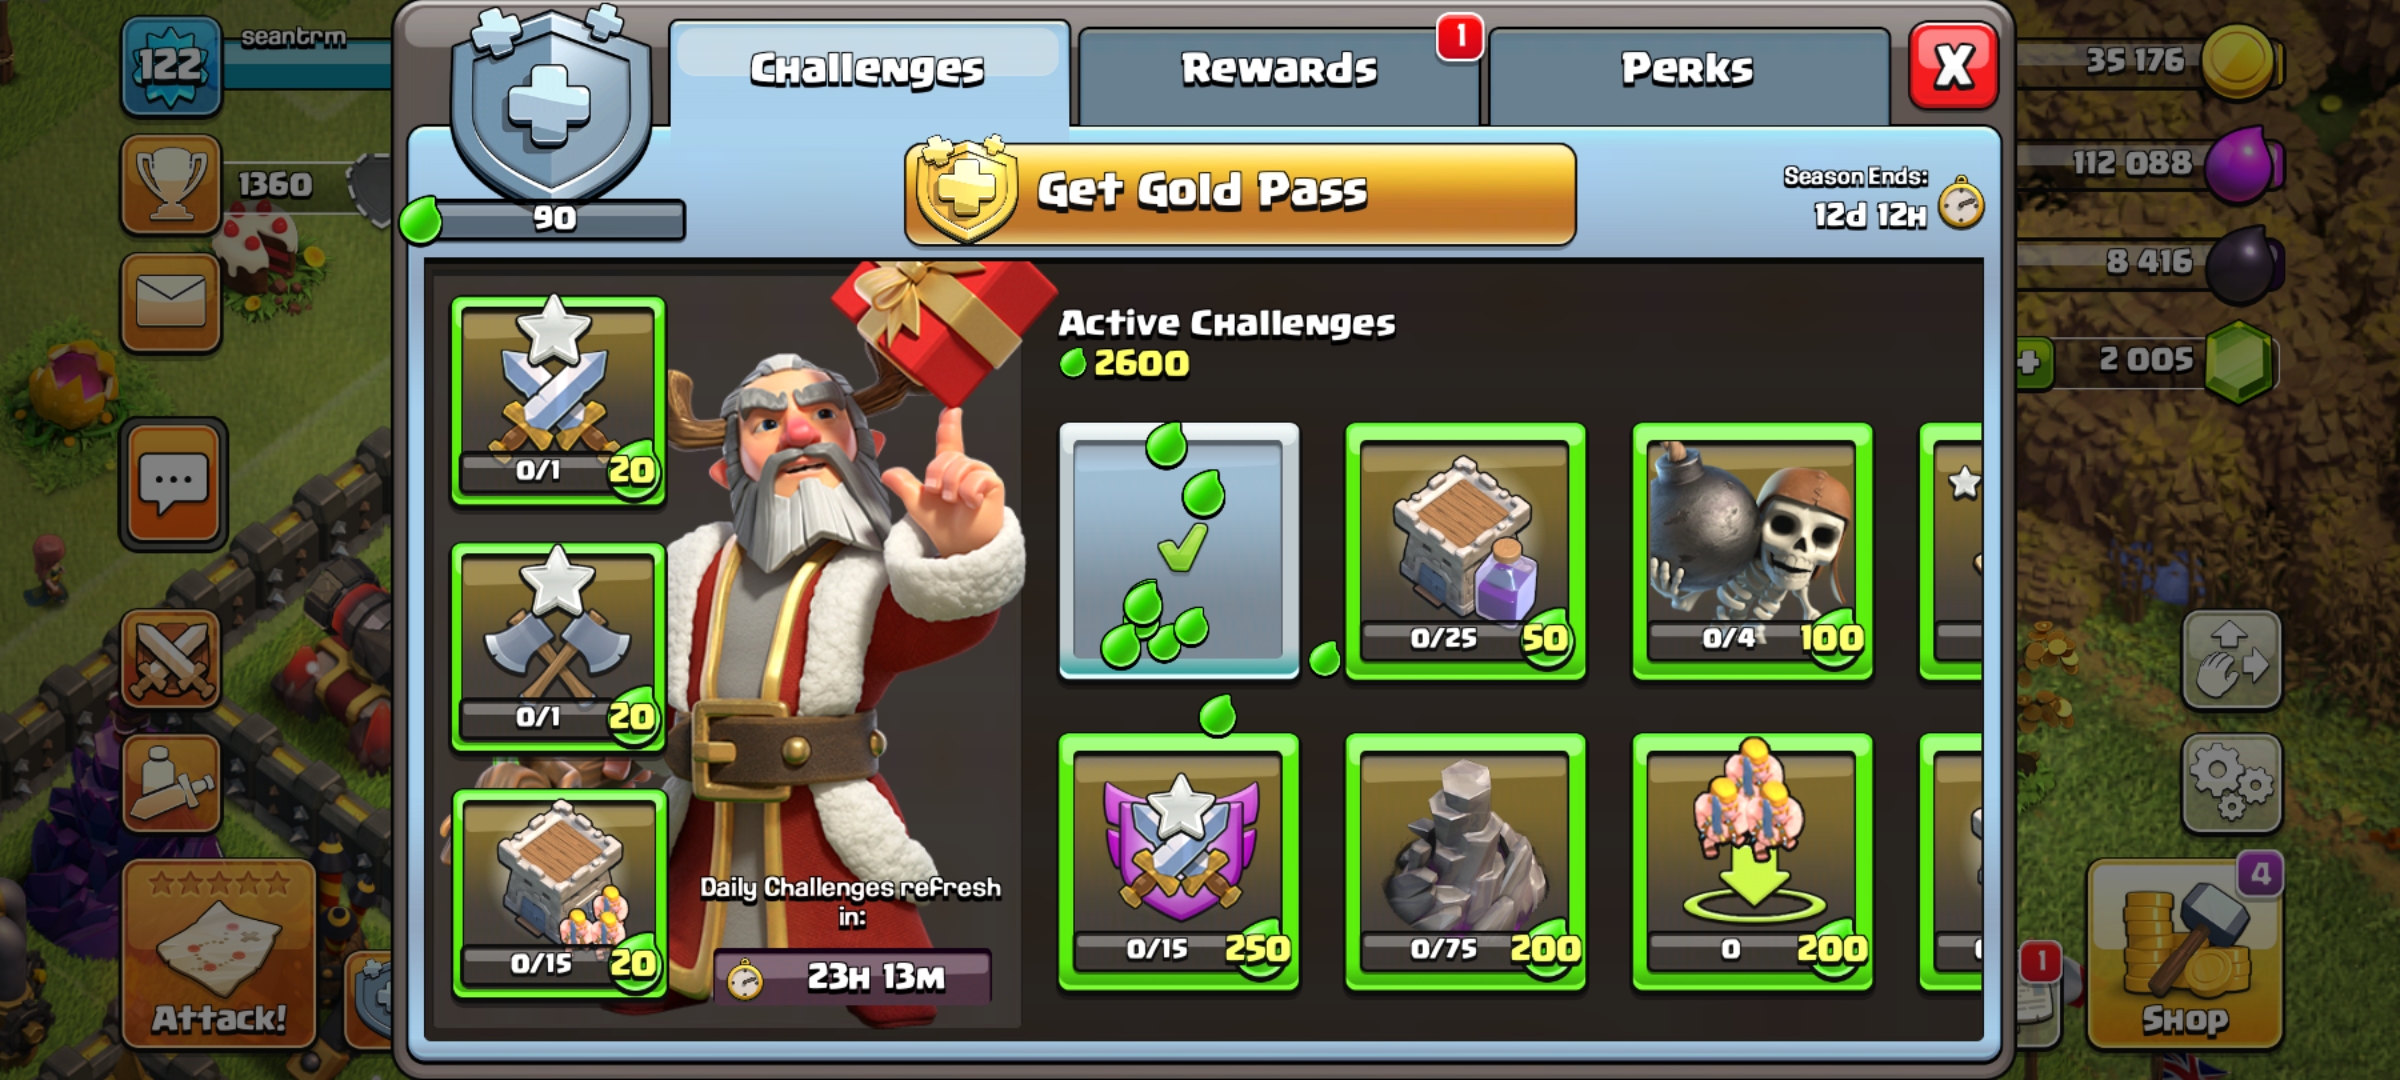 122
seantrm
1360
Challenges
Rewards
1
Perks
X
35 176
112 088
8 416
2 005
90
Get Gold Pass
Season Ends:
12d 12H
0/1
20
0/1
20
0/15
20
Daily Challenges refresh
in:
23H 13M
Active Challenges
2600
0/25
50
0/4
100
0/15
250
0/75
200
0
200
Attack!
1
4
Shop